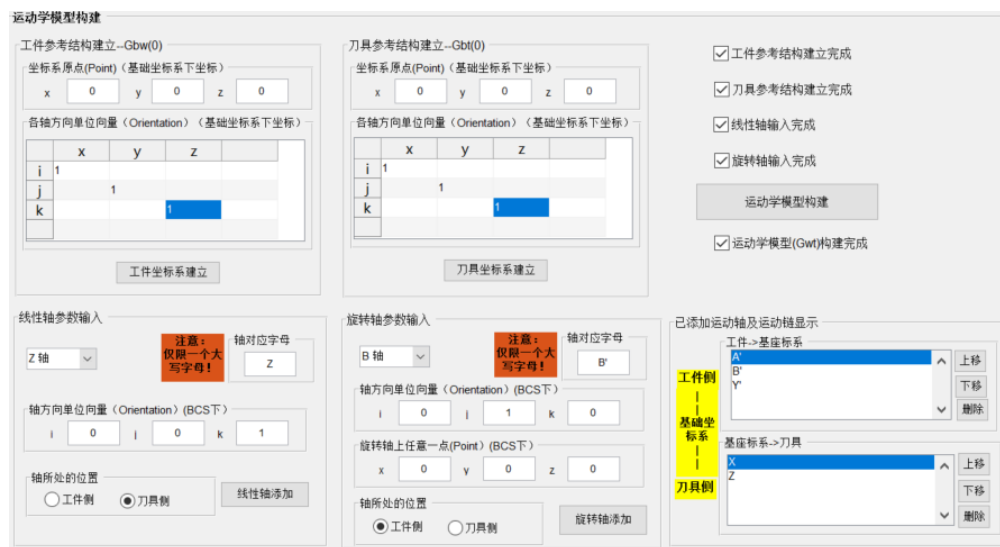 运动学模型构建
工件参考结构建立--Gbw(0)
坐标系原点(Point)（基础坐标系下坐标）
x 0 y 0 z 0
各轴方向单位向量（Orientation）（基础坐标系下坐标）
x y z
i 1
j 1
k 1
工件坐标系建立
刀具参考结构建立--Gbt(0)
坐标系原点(Point)（基础坐标系下坐标）
x 0 y 0 z 0
各轴方向单位向量（Orientation）（基础坐标系下坐标）
x y z
i 1
j 1
k 1
刀具坐标系建立
工件参考结构建立完成
刀具参考结构建立完成
线性轴输入完成
旋转轴输入完成
运动学模型构建
运动学模型(Gwt)构建完成
线性轴参数输入
Z 轴
注意：
仅限一个大
写字母！
轴对应字母
Z
轴方向单位向量（Orientation）(BCS下)
i 0 j 0 k 1
轴所处的位置
工件侧 刀具侧
线性轴添加
旋转轴参数输入
B 轴
注意：
仅限一个大
写字母！
轴对应字母
B'
轴方向单位向量（Orientation）(BCS下)
i 0 j 1 k 0
旋转轴上任意一点(Point）(BCS下)
x 0 y 0 z 0
轴所处的位置
工件侧 刀具侧
旋转轴添加
已添加运动轴及运动链显示
工件侧
|
|
基础坐
标系
|
|
刀具侧
工件->基座标系
A'
B'
Y'
上移
下移
删除
基座标系->刀具
X
Z
上移
下移
删除